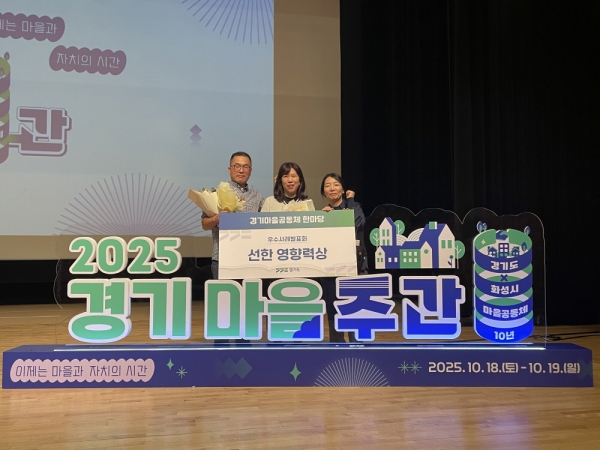 이제는 마을과
자치의 시간
간
경기마을공동체 한마당
우수사례발표회
선한 영향력상
경기도
2025
경기 마을 주간
경기도
X
화성시
마을공동체
10년
이제는 마을과 자치의 시간
2025. 10. 18.(토) - 10. 19.(일)